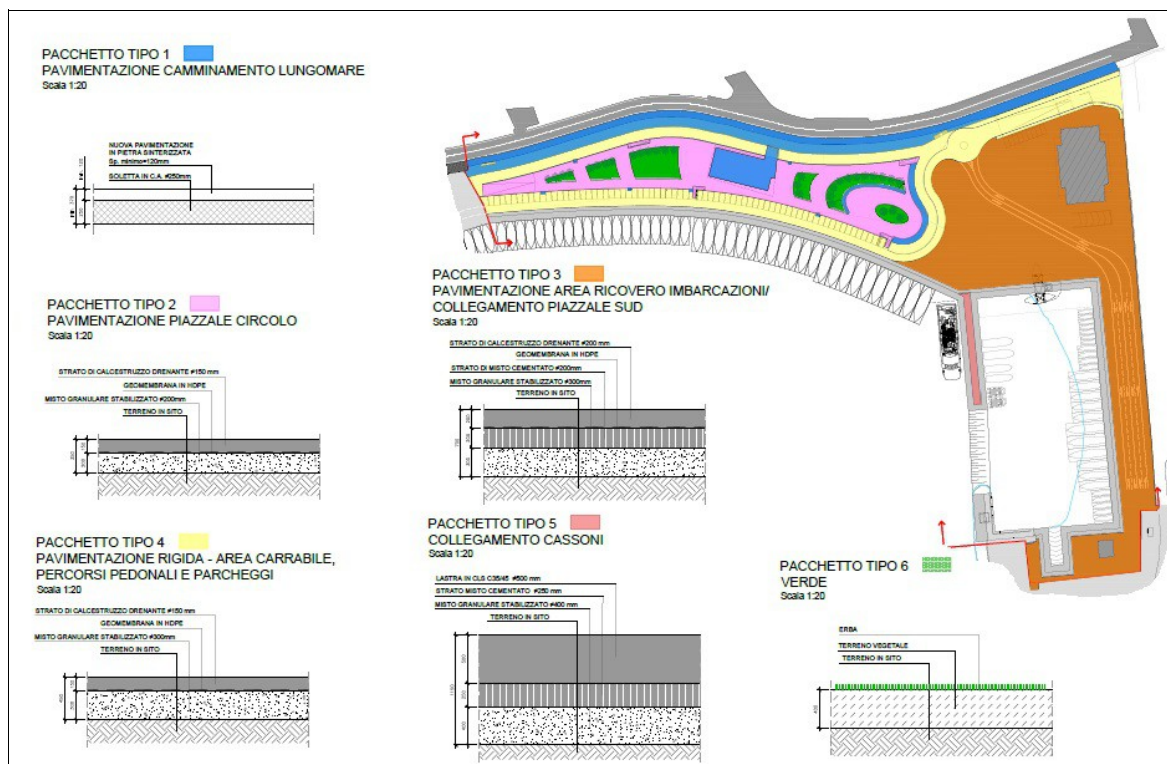 PACCHETTO TIPO 1
PAVIMENTAZIONE CAMMINAMENTO LUNGOMARE
Scala 1:20
NUOVA PAVIMENTAZIONE
IN PIETRA SINTERIZZATA
Sp. minimo=120mm
SOLETTA IN C.A. #250mm
PACCHETTO TIPO 2
PAVIMENTAZIONE PIAZZALE CIRCOLO
Scala 1:20
STRATO DI CALCESTRUZZO DRENANTE #150 mm
GEOMEMBRANA IN HDPE
MISTO GRANULARE STABILIZZATO #200mm
TERRENO IN SITO
PACCHETTO TIPO 3
PAVIMENTAZIONE AREA RICOVERO IMBARCAZIONI/
COLLEGAMENTO PIAZZALE SUD
Scala 1:20
STRATO DI CALCESTRUZZO DRENANTE #200 mm
GEOMEMBRANA IN HDPE
STRATO DI MISTO CEMENTATO #200mm
MISTO GRANULARE STABILIZZATO #300mm
TERRENO IN SITO
PACCHETTO TIPO 4
PAVIMENTAZIONE RIGIDA - AREA CARRABILE,
PERCORSI PEDONALI E PARCHEGGI
Scala 1:20
STRATO DI CALCESTRUZZO DRENANTE #150 mm
GEOMEMBRANA IN HDPE
MISTO GRANULARE STABILIZZATO #300mm
TERRENO IN SITO
PACCHETTO TIPO 5
COLLEGAMENTO CASSONI
Scala 1:20
LASTRA IN CLS C35/45 #500 mm
STRATO MISTO CEMENTATO #250 mm
MISTO GRANULARE STABILIZZATO #400 mm
TERRENO IN SITO
PACCHETTO TIPO 6
VERDE
Scala 1:20
ERBA
TERRENO VEGETALE
TERRENO IN SITO